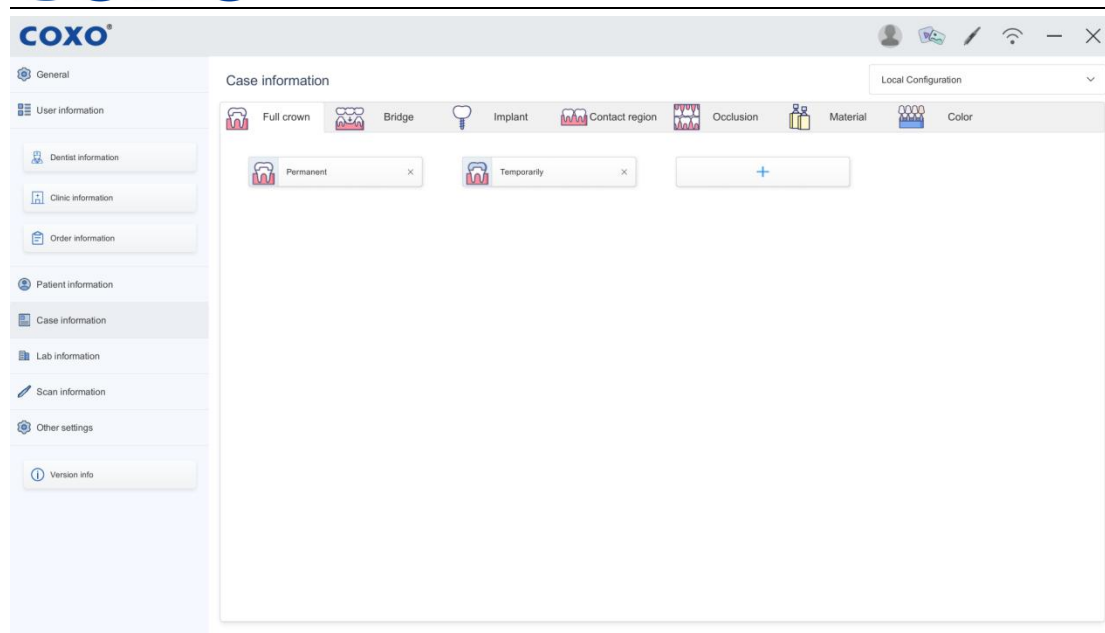 COXO®
General
User information
Dentist information
Clinic information
Order information
Patient information
Case information
Lab information
Scan information
Other settings
Version info
Case information
Local Configuration
Full crown Bridge Implant Contact region Occlusion Material Color
Permanent × Temporarily × +